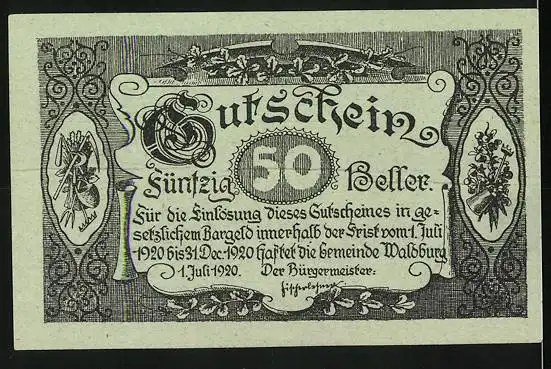 Gutschein
Fünfzig 50 Heller.
Für die Einlösung dieses Gutscheines in ge=
setzlichem Bargeld innerhalb der Frist vom 1. Juli
1920 bis 31. Dez. 1920 haftet die Gemeinde Waldburg
1. Juli 1920. Der Bürgermeister: